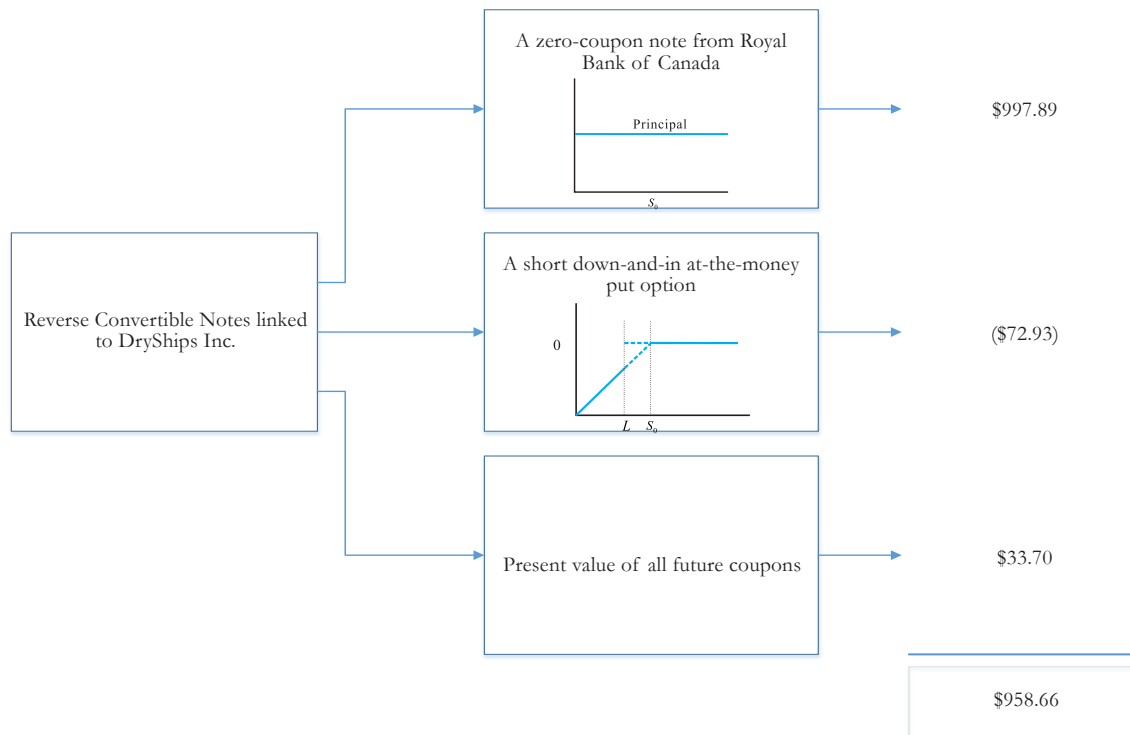 A zero-coupon note from Royal
Bank of Canada
Principal
S₀
$997.89
Reverse Convertible Notes linked
to DryShips Inc.
A short down-and-in at-the-money
put option
0
L
S₀
($72.93)
Present value of all future coupons
$33.70
$958.66